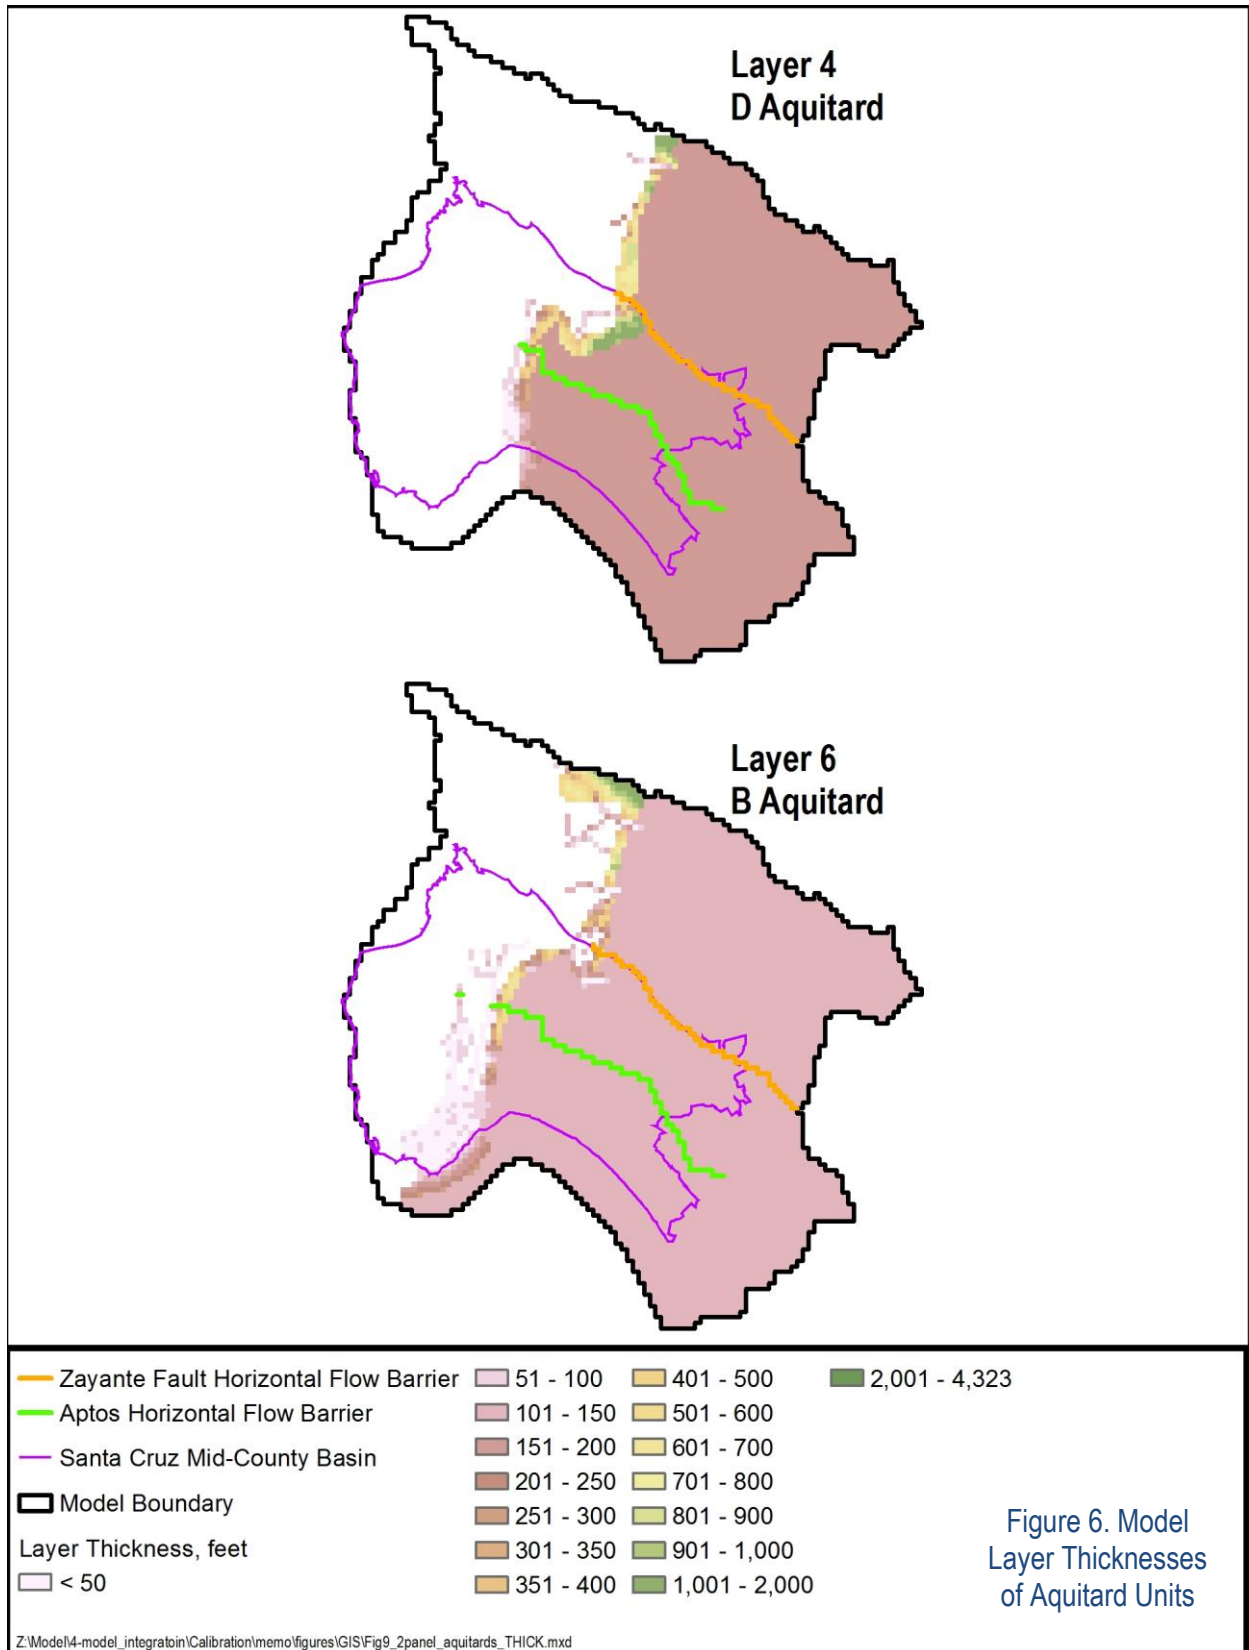 Layer 4
D Aquitard
Layer 6
B Aquitard
Zayante Fault Horizontal Flow Barrier
Aptos Horizontal Flow Barrier
Santa Cruz Mid-County Basin
Model Boundary
Layer Thickness, feet
< 50
51 - 100
101 - 150
151 - 200
201 - 250
251 - 300
301 - 350
351 - 400
401 - 500
501 - 600
601 - 700
701 - 800
801 - 900
901 - 1,000
1,001 - 2,000
2,001 - 4,323
Figure 6. Model
Layer Thicknesses
of Aquitard Units
Z:\Model\4-model_integratoin\Calibration\memo\figures\GIS\Fig9_2panel_aquitards_THICK.mxd